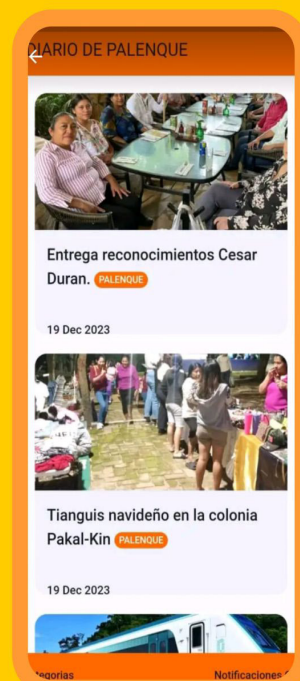 DIARIO DE PALENQUE
Entrega reconocimientos Cesar
Duran. PALENQUE
19 Dec 2023
Tianguis navideño en la colonia
Pakal-Kin PALENQUE
19 Dec 2023
Notificaciones